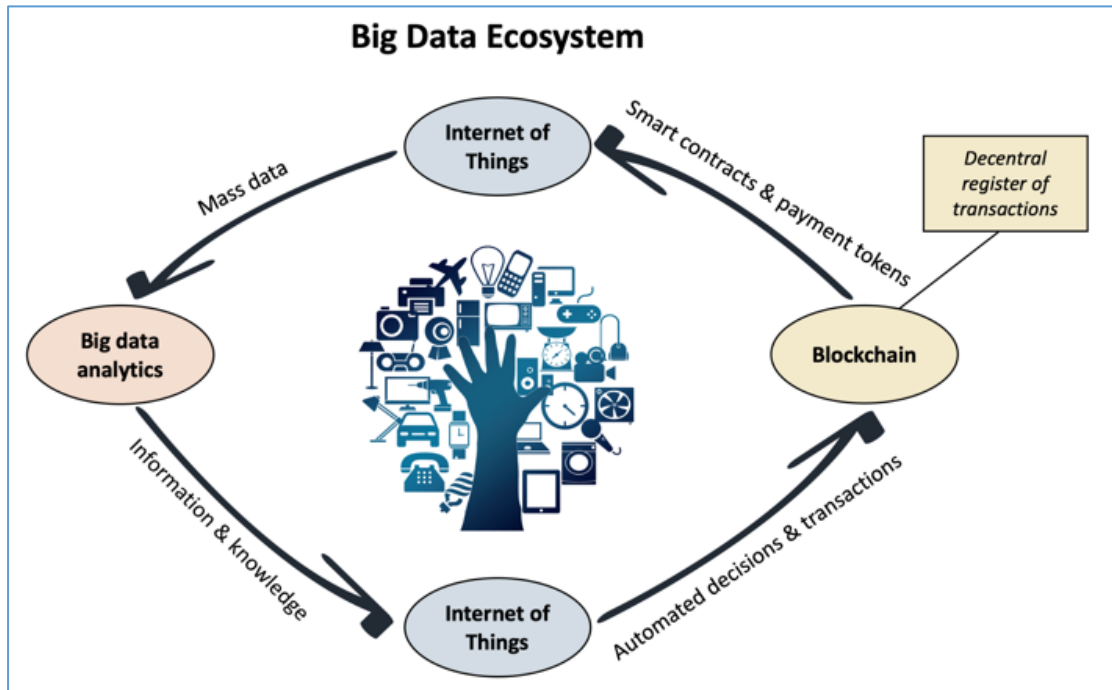 Big Data Ecosystem
Internet of
Things
Smart contracts & payment tokens
Decentral
register of
transactions
Mass data
Big data
analytics
Blockchain
Information & knowledge
Automated decisions & transactions
Internet of
Things